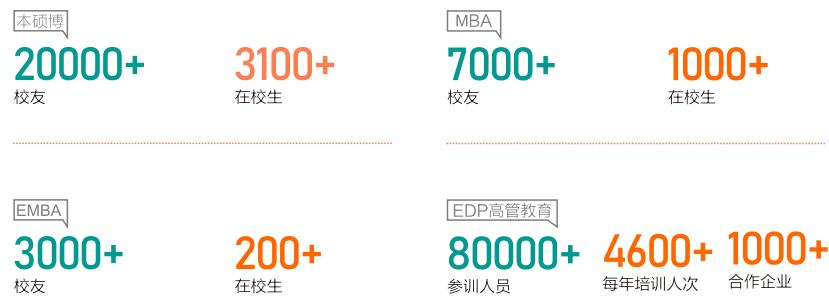 本硕博
20000+
校友
3100+
在校生
MBA
7000+
校友
1000+
在校生
EMBA
3000+
校友
200+
在校生
EDP高管教育
80000+
参训人员
4600+
每年培训人次
1000+
合作企业